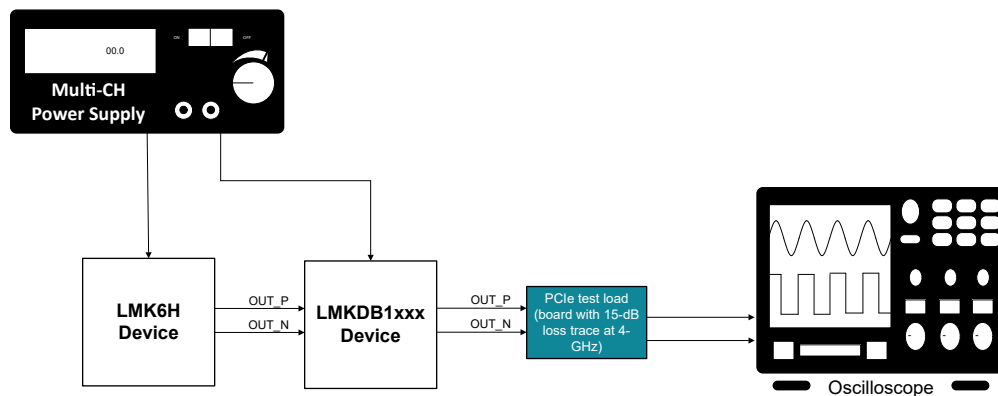 ON
OFF
00.0
Multi-CH
Power Supply
LMK6H
Device
OUT_P
OUT_N
LMKDB1xxx
Device
OUT_P
OUT_N
PCIe test load
(board with 15-dB
loss trace at 4-
GHz)
Oscilloscope